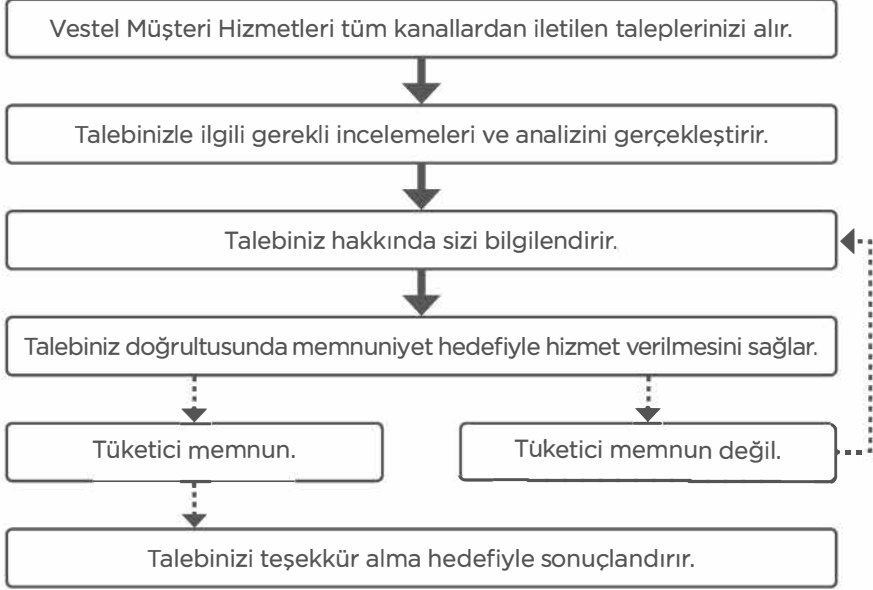 Vestel Müşteri Hizmetleri tüm kanallardan iletilen taleplerinizi alır.
Talebinizle ilgili gerekli incelemeleri ve analizini gerçekleştirir.
Talebiniz hakkında sizi bilgilendirir.
Talebiniz doğrultusunda memnuniyet hedefiyle hizmet verilmesini sağlar.
Tüketici memnun.
Tüketici memnun değil.
Talebinizi teşekkür alma hedefiyle sonuçlandırır.